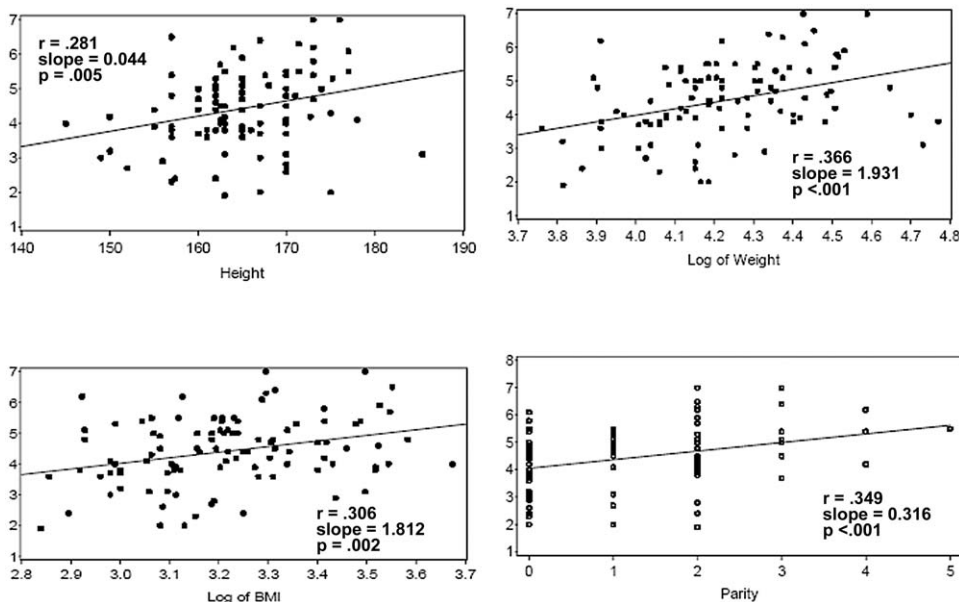 7
6
5
4
3
2
1
r = .281
slope = 0.044
p = .005
140 150 160 170 180 190
Height
7
6
5
4
3
2
1
r = .366
slope = 1.931
p <.001
3.7 3.8 3.9 4.0 4.1 4.2 4.3 4.4 4.5 4.6 4.7 4.8
Log of Weight
7
6
5
4
3
2
1
r = .306
slope = 1.812
p = .002
2.8 2.9 3.0 3.1 3.2 3.3 3.4 3.5 3.6 3.7
Log of BMI
8
7
6
5
4
3
2
1
r = .349
slope = 0.316
p <.001
0 1 2 3 4 5
Parity